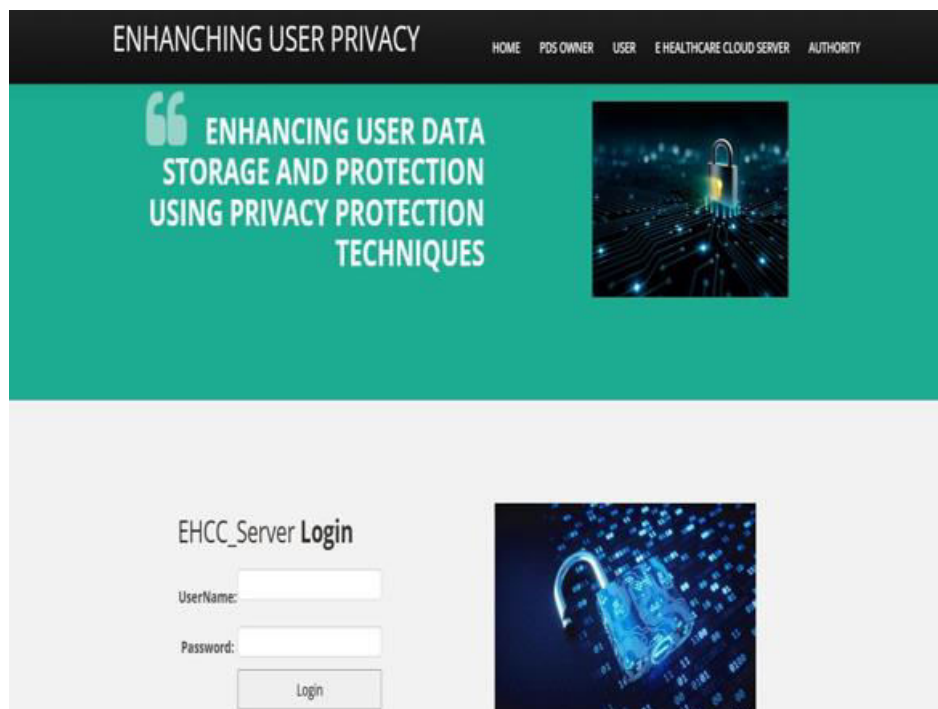 ENHANCHING USER PRIVACY
HOME PDS OWNER USER E HEALTHCARE CLOUD SERVER AUTHORITY
ENHANCING USER DATA
STORAGE AND PROTECTION
USING PRIVACY PROTECTION
TECHNIQUES
EHCC_Server Login
UserName:
Password:
Login